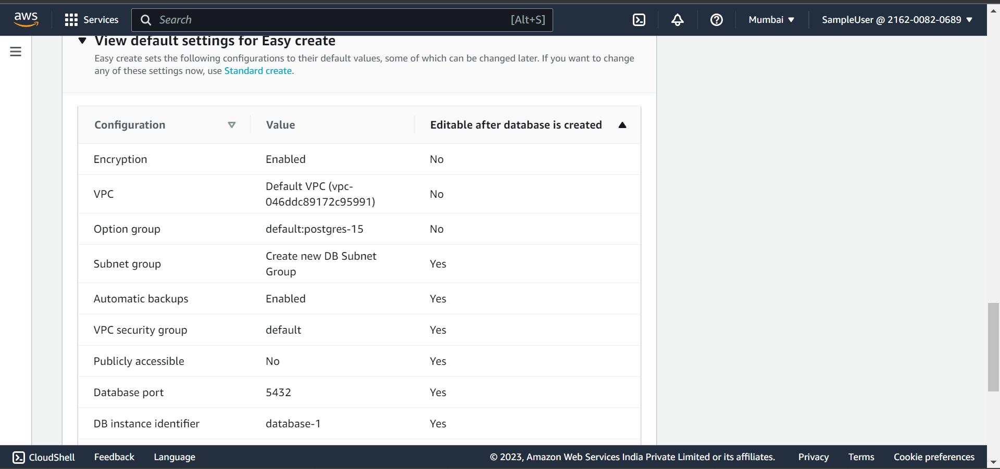 aws
Services
Search
[Alt+S]
Mumbai
SampleUser @ 2162-0082-0689
View default settings for Easy create
Easy create sets the following configurations to their default values, some of which can be changed later. If you want to change
any of these settings now, use Standard create.
Configuration
Value
Editable after database is created
Encryption
Enabled
No
VPC
Default VPC (vpc-
046ddc89172c95991)
No
Option group
default:postgres-15
No
Subnet group
Create new DB Subnet
Group
Yes
Automatic backups
Enabled
Yes
VPC security group
default
Yes
Publicly accessible
No
Yes
Database port
5432
Yes
DB instance identifier
database-1
Yes
CloudShell
Feedback
Language
© 2023, Amazon Web Services India Private Limited or its affiliates.
Privacy
Terms
Cookie preferences